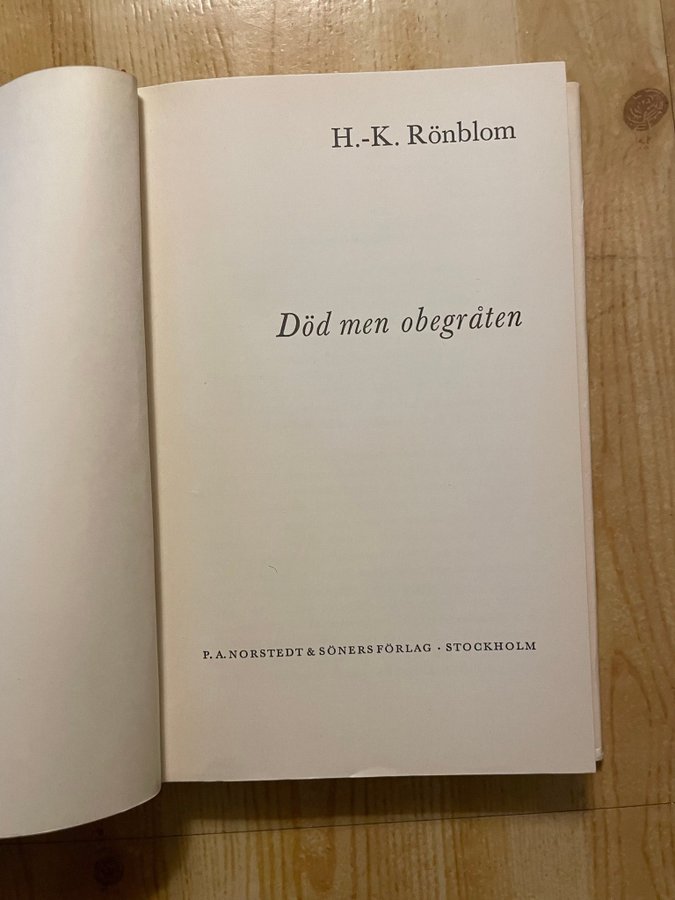 H.-K. Rönblom
Död men obegråten
P. A. NORSTEDT & SÖNERS FÖRLAG · STOCKHOLM